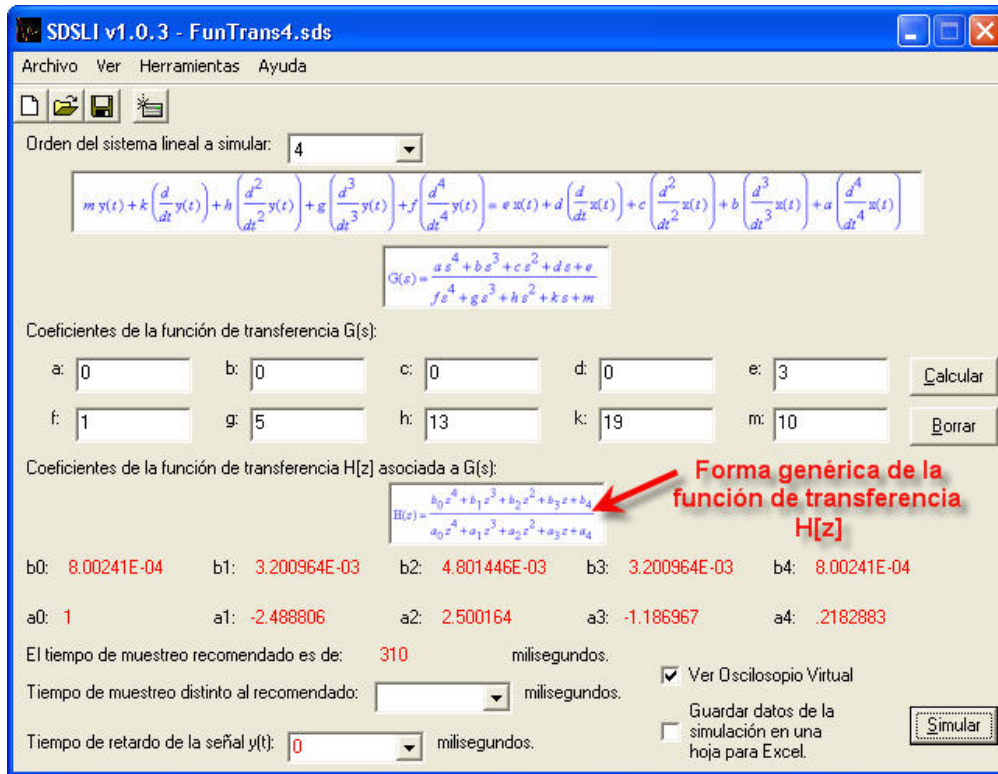 SDSLI v1.0.3 - FunTrans4.sds
Archivo Ver Herramientas Ayuda
Orden del sistema lineal a simular: 4
m y(t) + k (d/dt y(t)) + h (d²/dt² y(t)) + g (d³/dt³ y(t)) + f (d⁴/dt⁴ y(t)) = e x(t) + d (d/dt x(t)) + c (d²/dt² x(t)) + b (d³/dt³ x(t)) + a (d⁴/dt⁴ x(t))
G(s) = (a s⁴ + b s³ + c s² + d s + e) / (f s⁴ + g s³ + h s² + k s + m)
Coeficientes de la función de transferencia G(s):
a: 0 b: 0 c: 0 d: 0 e: 3 Calcular
f: 1 g: 5 h: 13 k: 19 m: 10 Borrar
Coeficientes de la función de transferencia H[z] asociada a G(s):
H(z) = (b₀z⁴ + b₁z³ + b₂z² + b₃z + b₄) / (a₀z⁴ + a₁z³ + a₂z² + a₃z + a₄)
Forma genérica de la
función de transferencia
H[z]
b0: 8.00241E-04 b1: 3.200964E-03 b2: 4.801446E-03 b3: 3.200964E-03 b4: 8.00241E-04
a0: 1 a1: -2.488806 a2: 2.500164 a3: -1.186967 a4: .2182883
El tiempo de muestreo recomendado es de: 310 milisegundos.
Tiempo de muestreo distinto al recomendado: milisegundos.
Tiempo de retardo de la señal y(t): 0 milisegundos.
Ver Osciloscopio Virtual
Guardar datos de la
simulación en una
hoja para Excel.
Simular